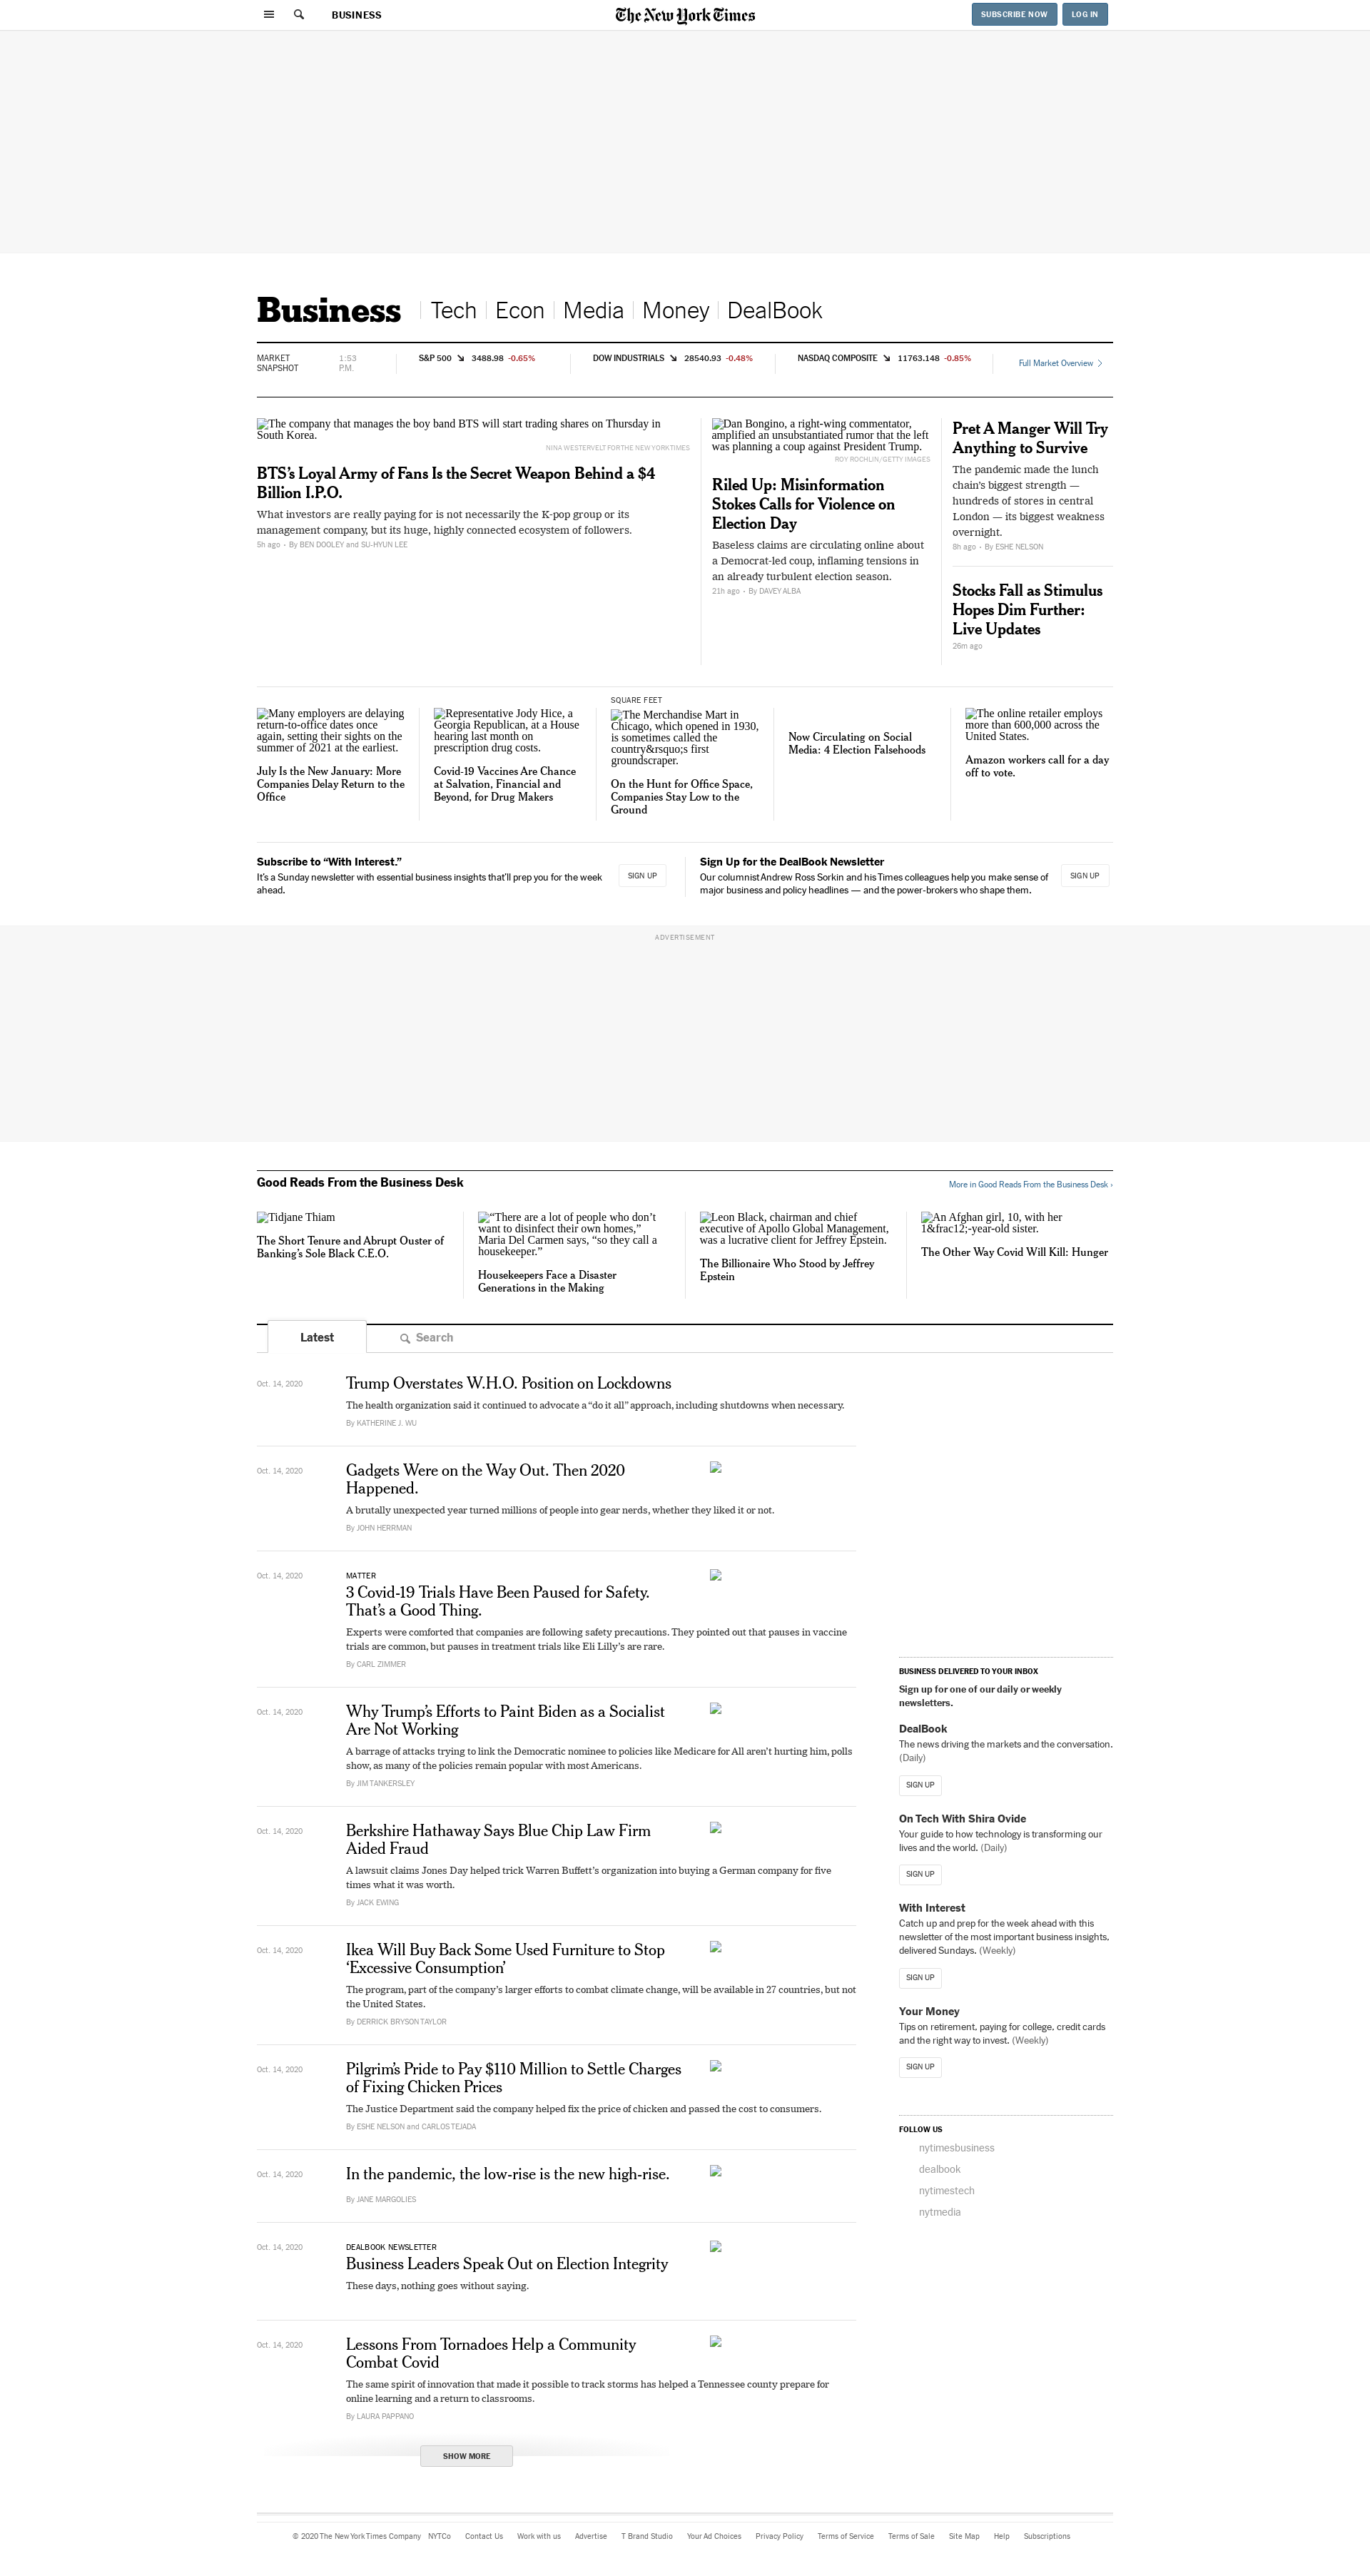 BUSINESS
The New York Times
SUBSCRIBE NOW
LOG IN
Business
Tech
Econ
Media
Money
DealBook
MARKET
SNAPSHOT
1:53
P.M.
S&P 500 3488.98 -0.65%
DOW INDUSTRIALS 28540.93 -0.48%
NASDAQ COMPOSITE 11763.148 -0.85%
Full Market Overview
The company that manages the boy band BTS will start trading shares on Thursday in
South Korea.
NINA WESTERVELT FOR THE NEW YORK TIMES
BTS’s Loyal Army of Fans Is the Secret Weapon Behind a $4
Billion I.P.O.
What investors are really paying for is not necessarily the K-pop group or its
management company, but its huge, highly connected ecosystem of followers.
5h ago • By BEN DOOLEY and SU-HYUN LEE
Dan Bongino, a right-wing commentator,
amplified an unsubstantiated rumor that the left
was planning a coup against President Trump.
ROY ROCHLIN/GETTY IMAGES
Riled Up: Misinformation
Stokes Calls for Violence on
Election Day
Baseless claims are circulating online about
a Democrat-led coup, inflaming tensions in
an already turbulent election season.
21h ago • By DAVEY ALBA
Pret A Manger Will Try
Anything to Survive
The pandemic made the lunch
chain’s biggest strength —
hundreds of stores in central
London — its biggest weakness
overnight.
8h ago • By ESHE NELSON
Stocks Fall as Stimulus
Hopes Dim Further:
Live Updates
26m ago
Many employers are delaying
return-to-office dates once
again, setting their sights on the
summer of 2021 at the earliest.
July Is the New January: More
Companies Delay Return to the
Office
Representative Jody Hice, a
Georgia Republican, at a House
hearing last month on
prescription drug costs.
Covid-19 Vaccines Are Chance
at Salvation, Financial and
Beyond, for Drug Makers
SQUARE FEET
The Merchandise Mart in
Chicago, which opened in 1930,
is sometimes called the
country&rsquo;s first
groundscraper.
On the Hunt for Office Space,
Companies Stay Low to the
Ground
Now Circulating on Social
Media: 4 Election Falsehoods
The online retailer employs
more than 600,000 across the
United States.
Amazon workers call for a day
off to vote.
Subscribe to “With Interest.”
It’s a Sunday newsletter with essential business insights that’ll prep you for the week
ahead.
SIGN UP
Sign Up for the DealBook Newsletter
Our columnist Andrew Ross Sorkin and his Times colleagues help you make sense of
major business and policy headlines — and the power-brokers who shape them.
SIGN UP
ADVERTISEMENT
Good Reads From the Business Desk
More in Good Reads From the Business Desk ›
Tidjane Thiam
The Short Tenure and Abrupt Ouster of
Banking’s Sole Black C.E.O.
“There are a lot of people who don’t
want to disinfect their own homes,”
Maria Del Carmen says, “so they call a
housekeeper.”
Housekeepers Face a Disaster
Generations in the Making
Leon Black, chairman and chief
executive of Apollo Global Management,
was a lucrative client for Jeffrey Epstein.
The Billionaire Who Stood by Jeffrey
Epstein
An Afghan girl, 10, with her
1&frac12;-year-old sister.
The Other Way Covid Will Kill: Hunger
Latest
Search
Oct. 14, 2020
Trump Overstates W.H.O. Position on Lockdowns
The health organization said it continued to advocate a “do it all” approach, including shutdowns when necessary.
By KATHERINE J. WU
Oct. 14, 2020
Gadgets Were on the Way Out. Then 2020
Happened.
A brutally unexpected year turned millions of people into gear nerds, whether they liked it or not.
By JOHN HERRMAN
Oct. 14, 2020
MATTER
3 Covid-19 Trials Have Been Paused for Safety.
That’s a Good Thing.
Experts were comforted that companies are following safety precautions. They pointed out that pauses in vaccine
trials are common, but pauses in treatment trials like Eli Lilly’s are rare.
By CARL ZIMMER
Oct. 14, 2020
Why Trump’s Efforts to Paint Biden as a Socialist
Are Not Working
A barrage of attacks trying to link the Democratic nominee to policies like Medicare for All aren’t hurting him, polls
show, as many of the policies remain popular with most Americans.
By JIM TANKERSLEY
Oct. 14, 2020
Berkshire Hathaway Says Blue Chip Law Firm
Aided Fraud
A lawsuit claims Jones Day helped trick Warren Buffett’s organization into buying a German company for five
times what it was worth.
By JACK EWING
Oct. 14, 2020
Ikea Will Buy Back Some Used Furniture to Stop
‘Excessive Consumption’
The program, part of the company’s larger efforts to combat climate change, will be available in 27 countries, but not
the United States.
By DERRICK BRYSON TAYLOR
Oct. 14, 2020
Pilgrim’s Pride to Pay $110 Million to Settle Charges
of Fixing Chicken Prices
The Justice Department said the company helped fix the price of chicken and passed the cost to consumers.
By ESHE NELSON and CARLOS TEJADA
Oct. 14, 2020
In the pandemic, the low-rise is the new high-rise.
By JANE MARGOLIES
Oct. 14, 2020
DEALBOOK NEWSLETTER
Business Leaders Speak Out on Election Integrity
These days, nothing goes without saying.
Oct. 14, 2020
Lessons From Tornadoes Help a Community
Combat Covid
The same spirit of innovation that made it possible to track storms has helped a Tennessee county prepare for
online learning and a return to classrooms.
By LAURA PAPPANO
SHOW MORE
BUSINESS DELIVERED TO YOUR INBOX
Sign up for one of our daily or weekly
newsletters.
DealBook
The news driving the markets and the conversation.
(Daily)
SIGN UP
On Tech With Shira Ovide
Your guide to how technology is transforming our
lives and the world. (Daily)
SIGN UP
With Interest
Catch up and prep for the week ahead with this
newsletter of the most important business insights,
delivered Sundays. (Weekly)
SIGN UP
Your Money
Tips on retirement, paying for college, credit cards
and the right way to invest. (Weekly)
SIGN UP
FOLLOW US
nytimesbusiness
dealbook
nytimestech
nytmedia
© 2020 The New York Times Company NYTCo Contact Us Work with us Advertise T Brand Studio Your Ad Choices Privacy Policy Terms of Service Terms of Sale Site Map Help Subscriptions